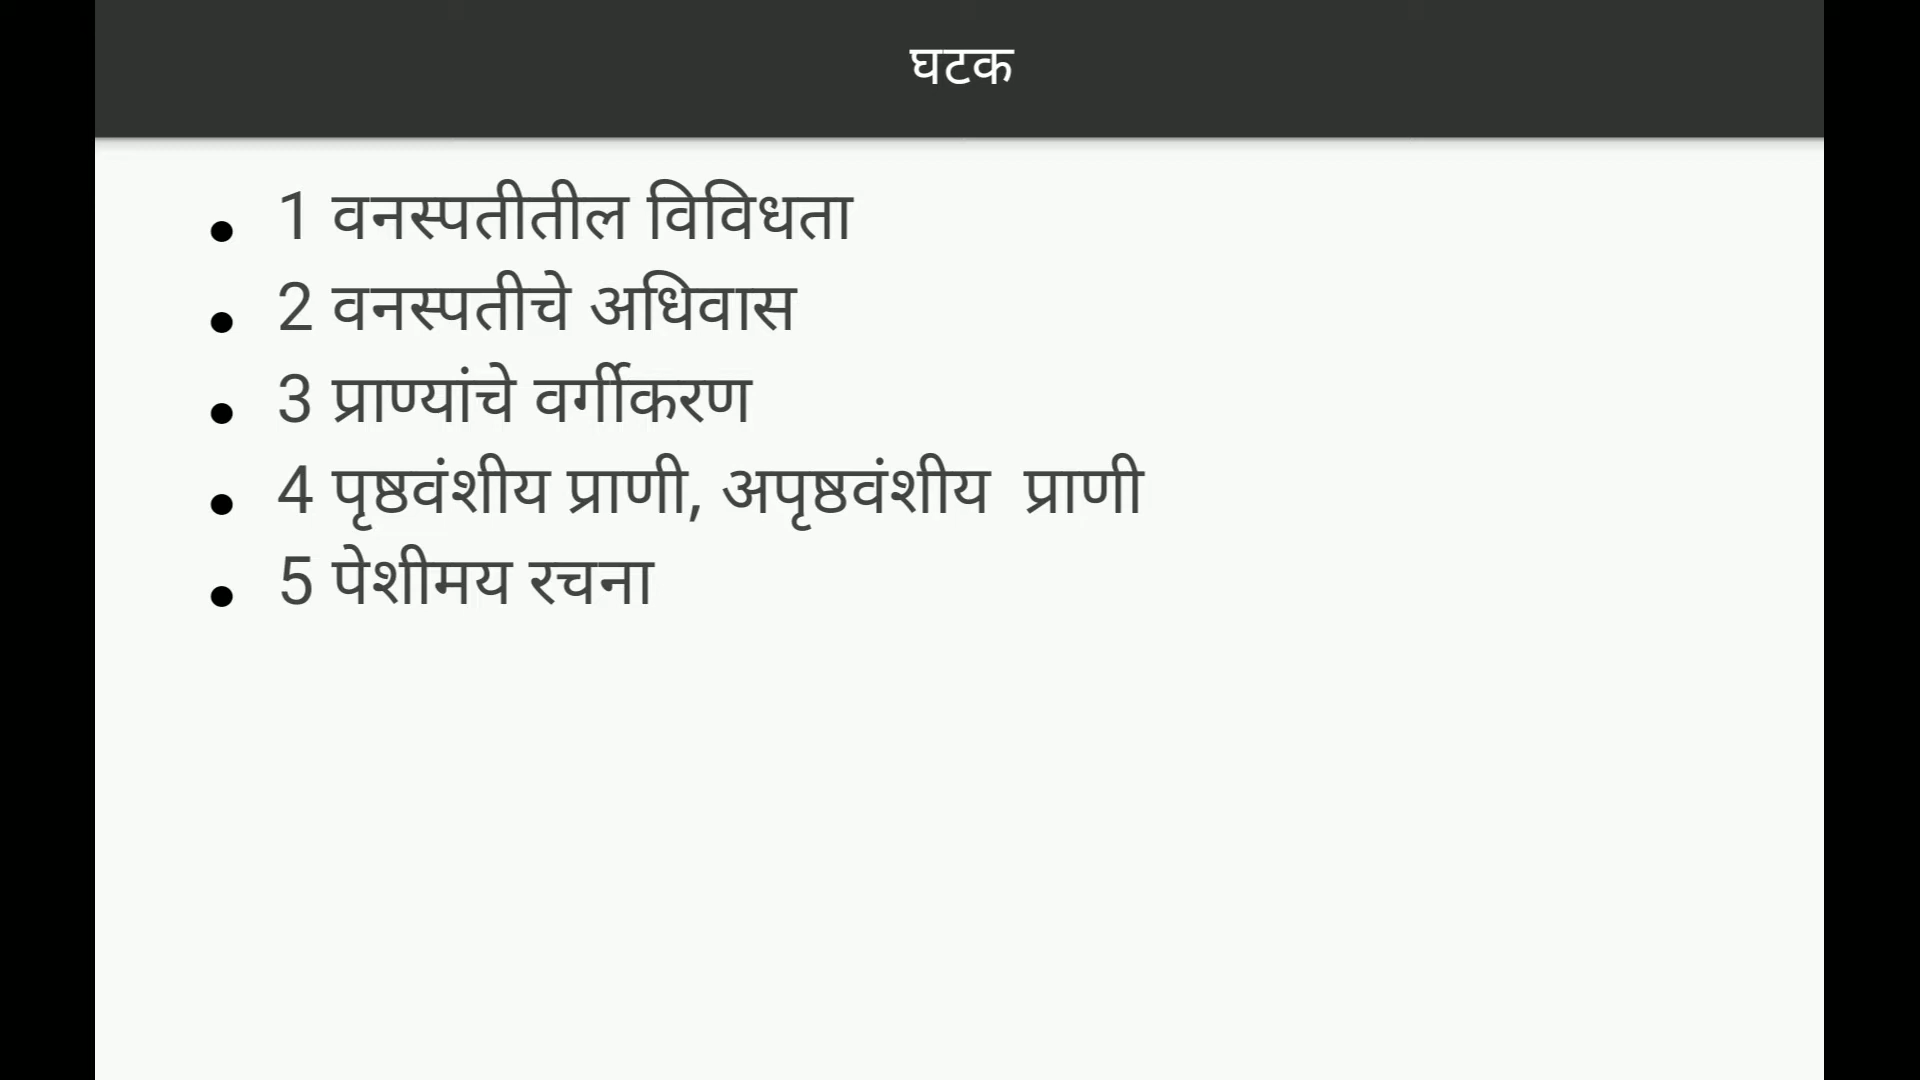 घटक
• 1 वनस्पतीतील विविधता
• 2 वनस्पतीचे अधिवास
• 3 प्राण्यांचे वर्गीकरण
• 4 पृष्ठवंशीय प्राणी, अपृष्ठवंशीय  प्राणी
• 5 पेशीमय रचना